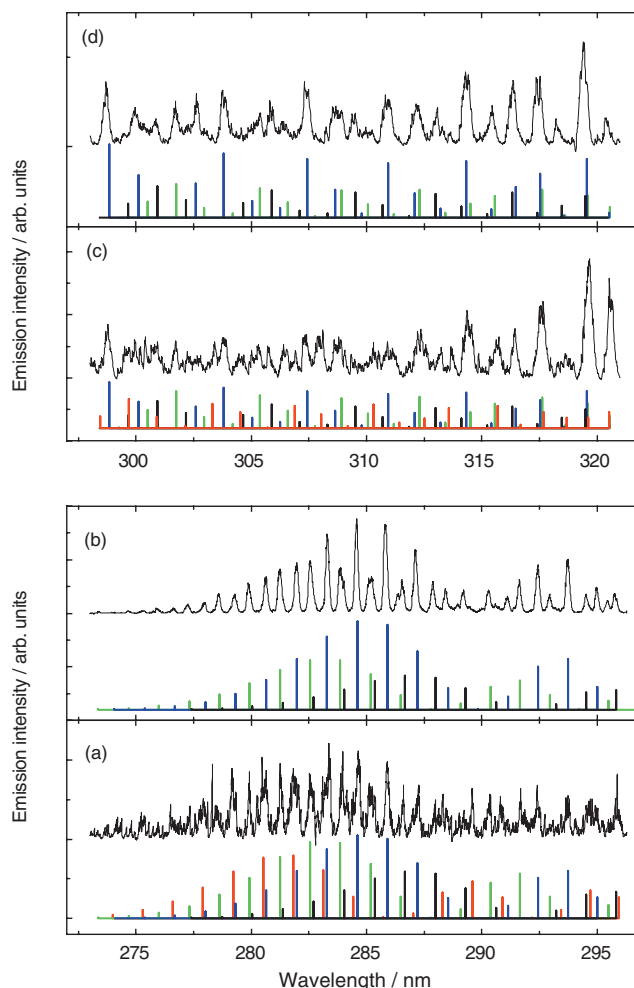 (d)
(c)
Emission intensity / arb. units
300 305 310 315 320
(b)
(a)
Emission intensity / arb. units
275 280 285 290 295
Wavelength / nm